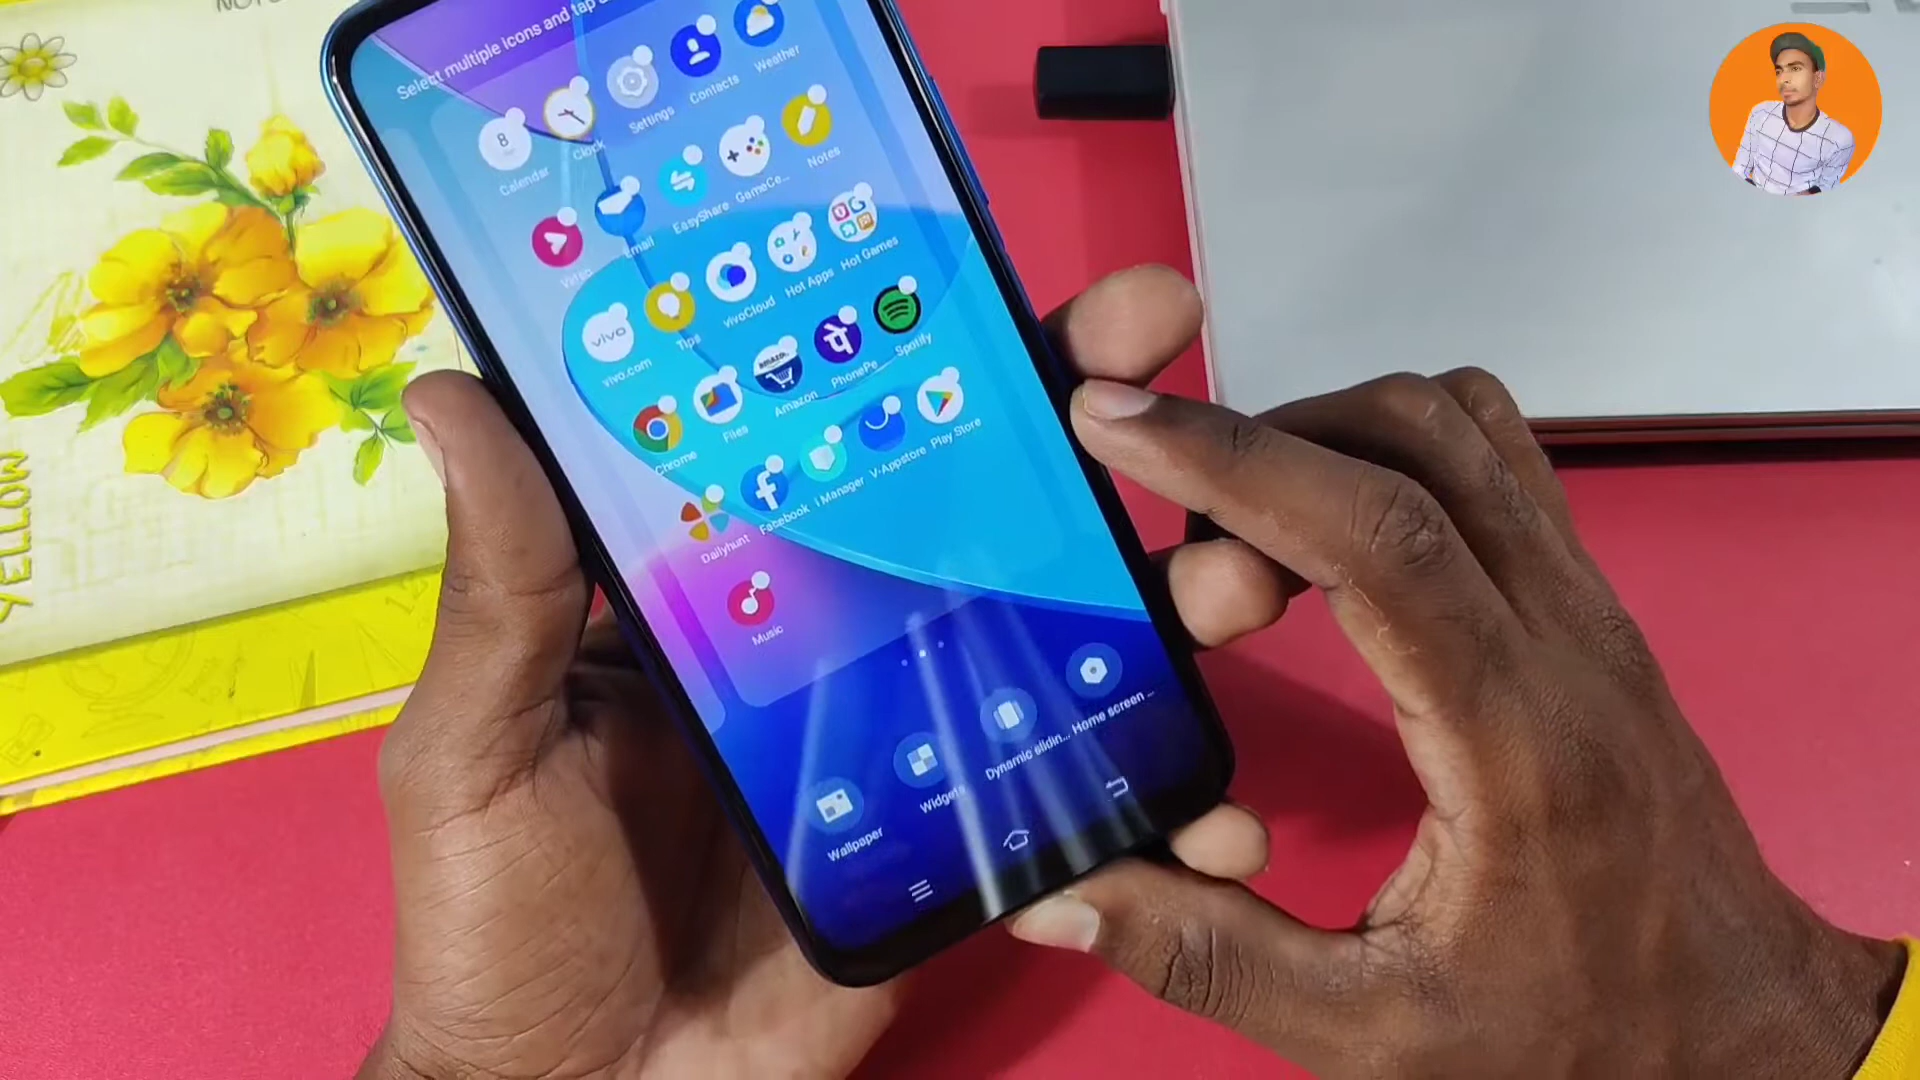 Select multiple icons and tap
8
Calendar
Clock
Settings
Contacts
Weather
Video
Email
EasyShare
GameCe...
Notes
vivo
vivo.com
Tips
vivoCloud
Hot Apps
Hot Games
Chrome
Files
amazon
Amazon
पे
PhonePe
Spotify
Dailyhunt
f
Facebook
i Manager
V-Appstore
Play Store
Music
Wallpaper
Widgets
Dynamic slidin...
Home screen ...
YELLOW